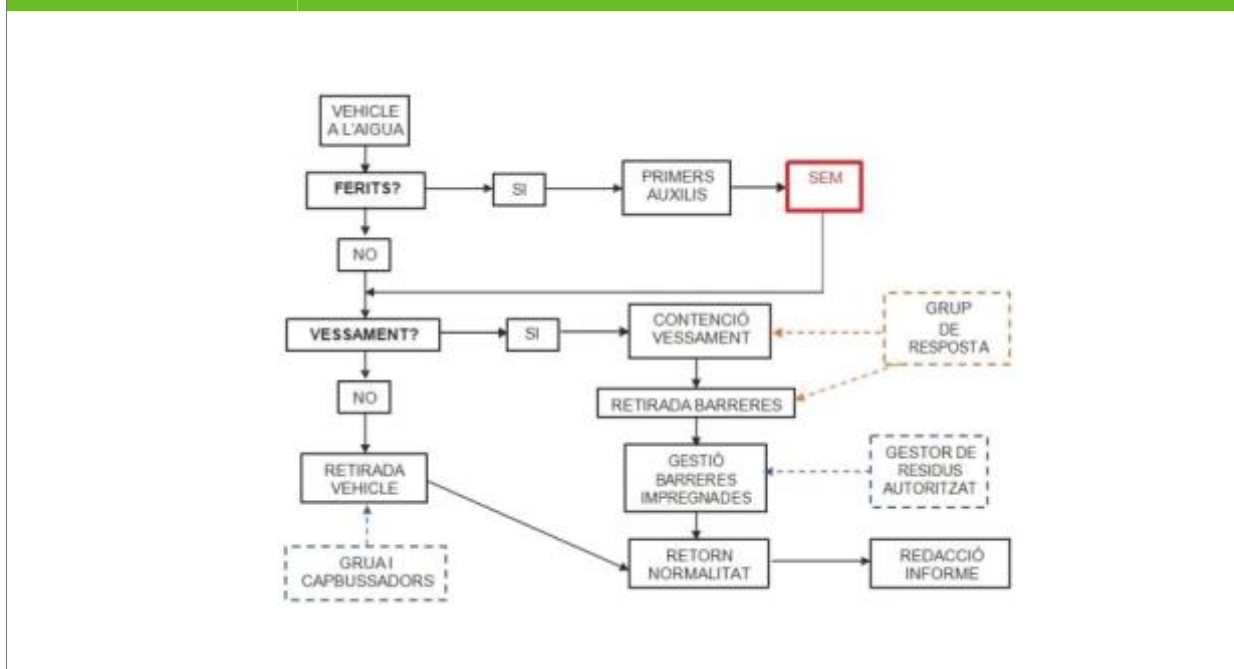 VEHICLE
A L'AIGUA
FERITS?
SI
PRIMERS
AUXILIS
SEM
NO
VESSAMENT?
SI
CONTENCIÓ
VESSAMENT
GRUP
DE
RESPOSTA
NO
RETIRADA BARRERES
RETIRADA
VEHICLE
GESTIÓ
BARRERES
IMPREGNADES
GESTOR DE
RESIDUS
AUTORITZAT
GRUA I
CAPBUSSADORS
RETORN
NORMALITAT
REDACCIÓ
INFORME